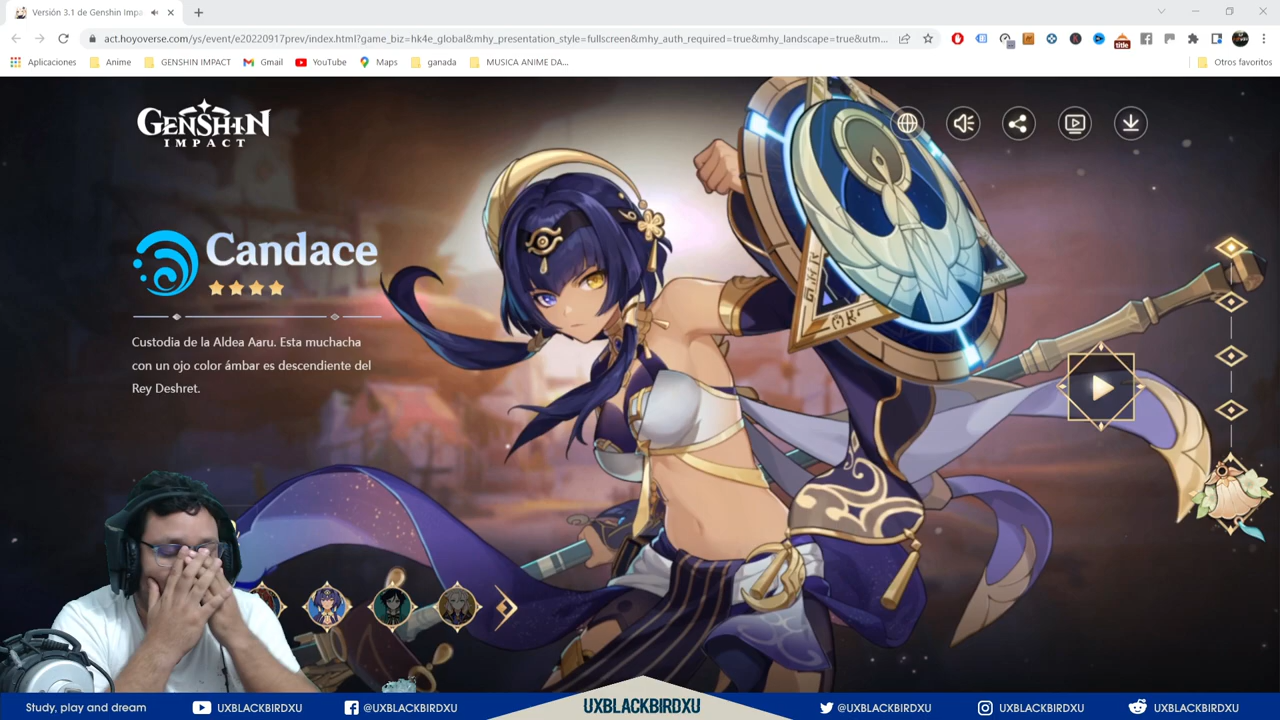 Versión 3.1 de Genshin Impa
act.hoyoverse.com/ys/event/e20220917prev/index.html?game_biz=hk4e_global&mhy_presentation_style=fullscreen&mhy_auth_required=true&mhy_landscape=true&utm...
Aplicaciones Anime GENSHIN IMPACT Gmail YouTube Maps ganada MUSICA ANIME DA... Otros favoritos
title
GENSHIN
IMPACT
Candace
Custodia de la Aldea Aaru. Esta muchacha
con un ojo color ámbar es descendiente del
Rey Deshret.
Study, play and dream UXBLACKBIRDXU @UXBLACKBIRDXU UXBLACKBIRDXU @UXBLACKBIRDXU UXBLACKBIRDXU UXBLACKBIRDXU